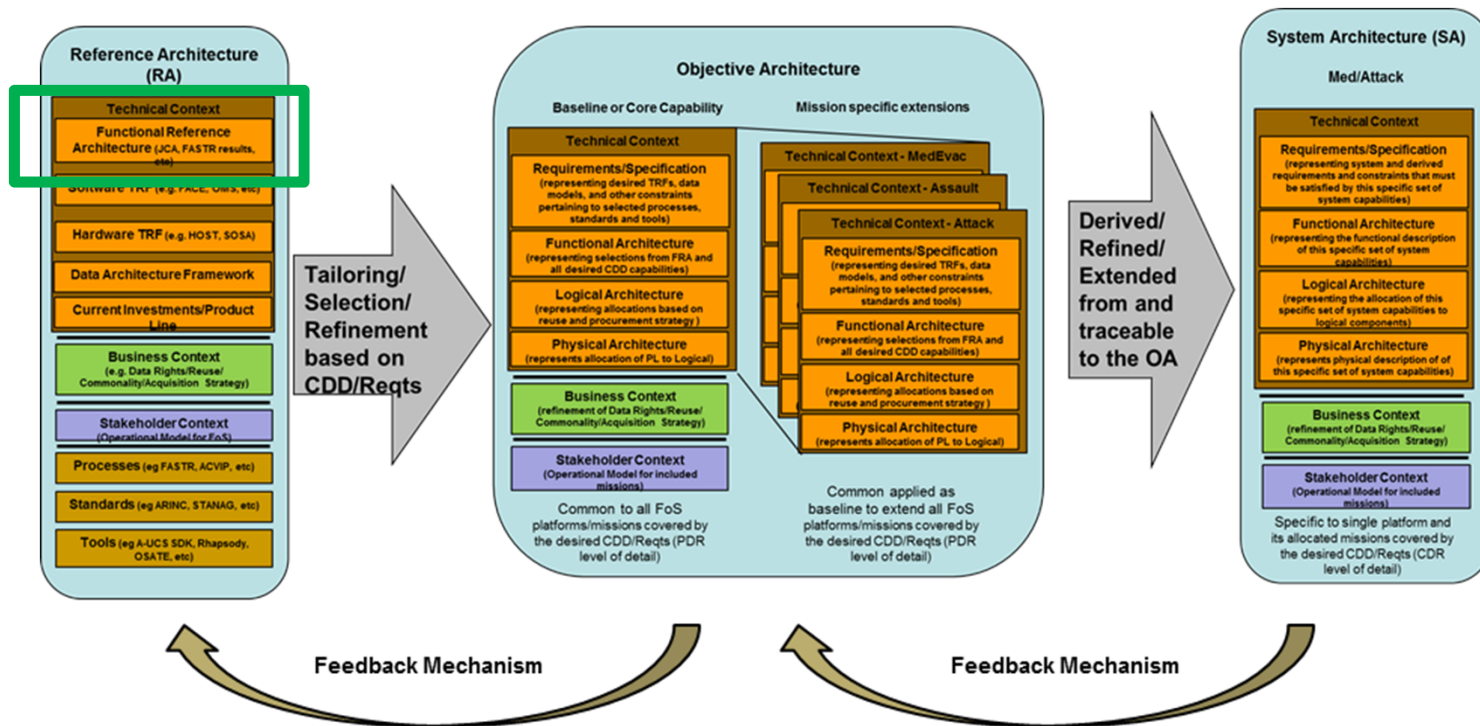 Reference Architecture
(RA)
Technical Context
Functional Reference
Architecture (JCA, FASTR results,
etc)
Software TRF (e.g. FACE, OMS, etc)
Hardware TRF (e.g. HOST, SOSA)
Data Architecture Framework
Current Investments/Product
Line
Business Context
(e.g. Data Rights/Reuse/
Commonality/Acquisition Strategy)
Stakeholder Context
(Operational Model for FoS)
Processes (eg FASTR, ACVIP, etc)
Standards (eg ARINC, STANAG, etc)
Tools (eg A-UCS SDK, Rhapsody,
OSATE, etc)
Tailoring/
Selection/
Refinement
based on
CDD/Reqts
Objective Architecture
Baseline or Core Capability
Technical Context
Requirements/Specification
(representing desired TRFs, data
models, and other constraints
pertaining to selected processes,
standards and tools)
Functional Architecture
(representing selections from FRA and
all desired CDD capabilities)
Logical Architecture
(representing allocations based on
reuse and procurement strategy )
Physical Architecture
(represents allocation of PL to Logical)
Business Context
(refinement of Data Rights/Reuse/
Commonality/Acquisition Strategy)
Stakeholder Context
(Operational Model for included
missions)
Common to all FoS
platforms/missions covered by
the desired CDD/Reqts (PDR
level of detail)
Mission specific extensions
Technical Context - MedEvac
Technical Context - Assault
Technical Context - Attack
Requirements/Specification
(representing desired TRFs, data
models, and other constraints
pertaining to selected processes,
standards and tools)
Functional Architecture
(representing selections from FRA and
all desired CDD capabilities)
Logical Architecture
(representing allocations based on
reuse and procurement strategy )
Physical Architecture
(represents allocation of PL to Logical)
Common applied as
baseline to extend all FoS
platforms/missions covered by
the desired CDD/Reqts (PDR
level of detail)
Derived/
Refined/
Extended
from and
traceable
to the OA
System Architecture (SA)
Med/Attack
Technical Context
Requirements/Specification
(representing system and derived
requirements and constraints that must
be satisfied by this specific set of
system capabilities)
Functional Architecture
(representing the functional description
of this specific set of system
capabilities)
Logical Architecture
(representing the allocation of this
specific set of system capabilities to
logical components)
Physical Architecture
(represents physical description of of
this specific set of capabilities)
Business Context
(refinement of Data Rights/Reuse/
Commonality/Acquisition Strategy)
Stakeholder Context
(Operational Model for included
missions)
Specific to single platform and
its allocated missions covered by
the desired CDD/Reqts (CDR
level of detail)
Feedback Mechanism
Feedback Mechanism